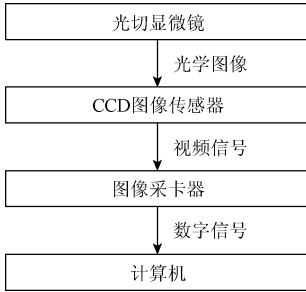 光切显微镜
光学图像
CCD图像传感器
视频信号
图像采卡器
数字信号
计算机